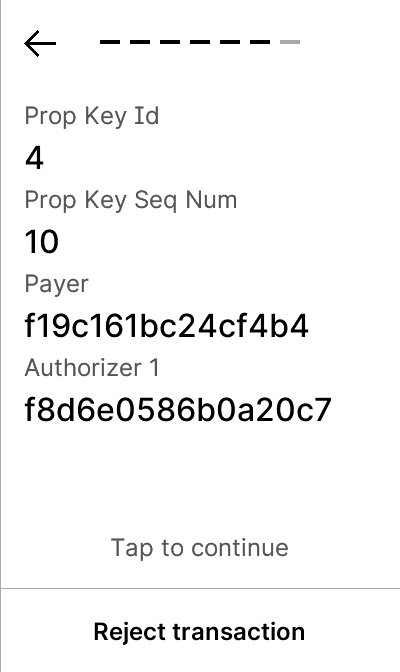 Prop Key Id
4
Prop Key Seq Num
10
Payer
f19c161bc24cf4b4
Authorizer 1
f8d6e0586b0a20c7
Tap to continue
Reject transaction